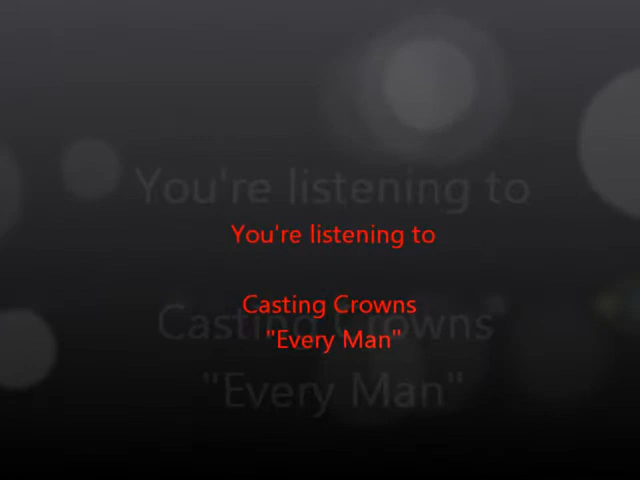 You're listening to
You're listening to
Casting Crowns
"Every Man"
Casting Crowns"
"Every Man"